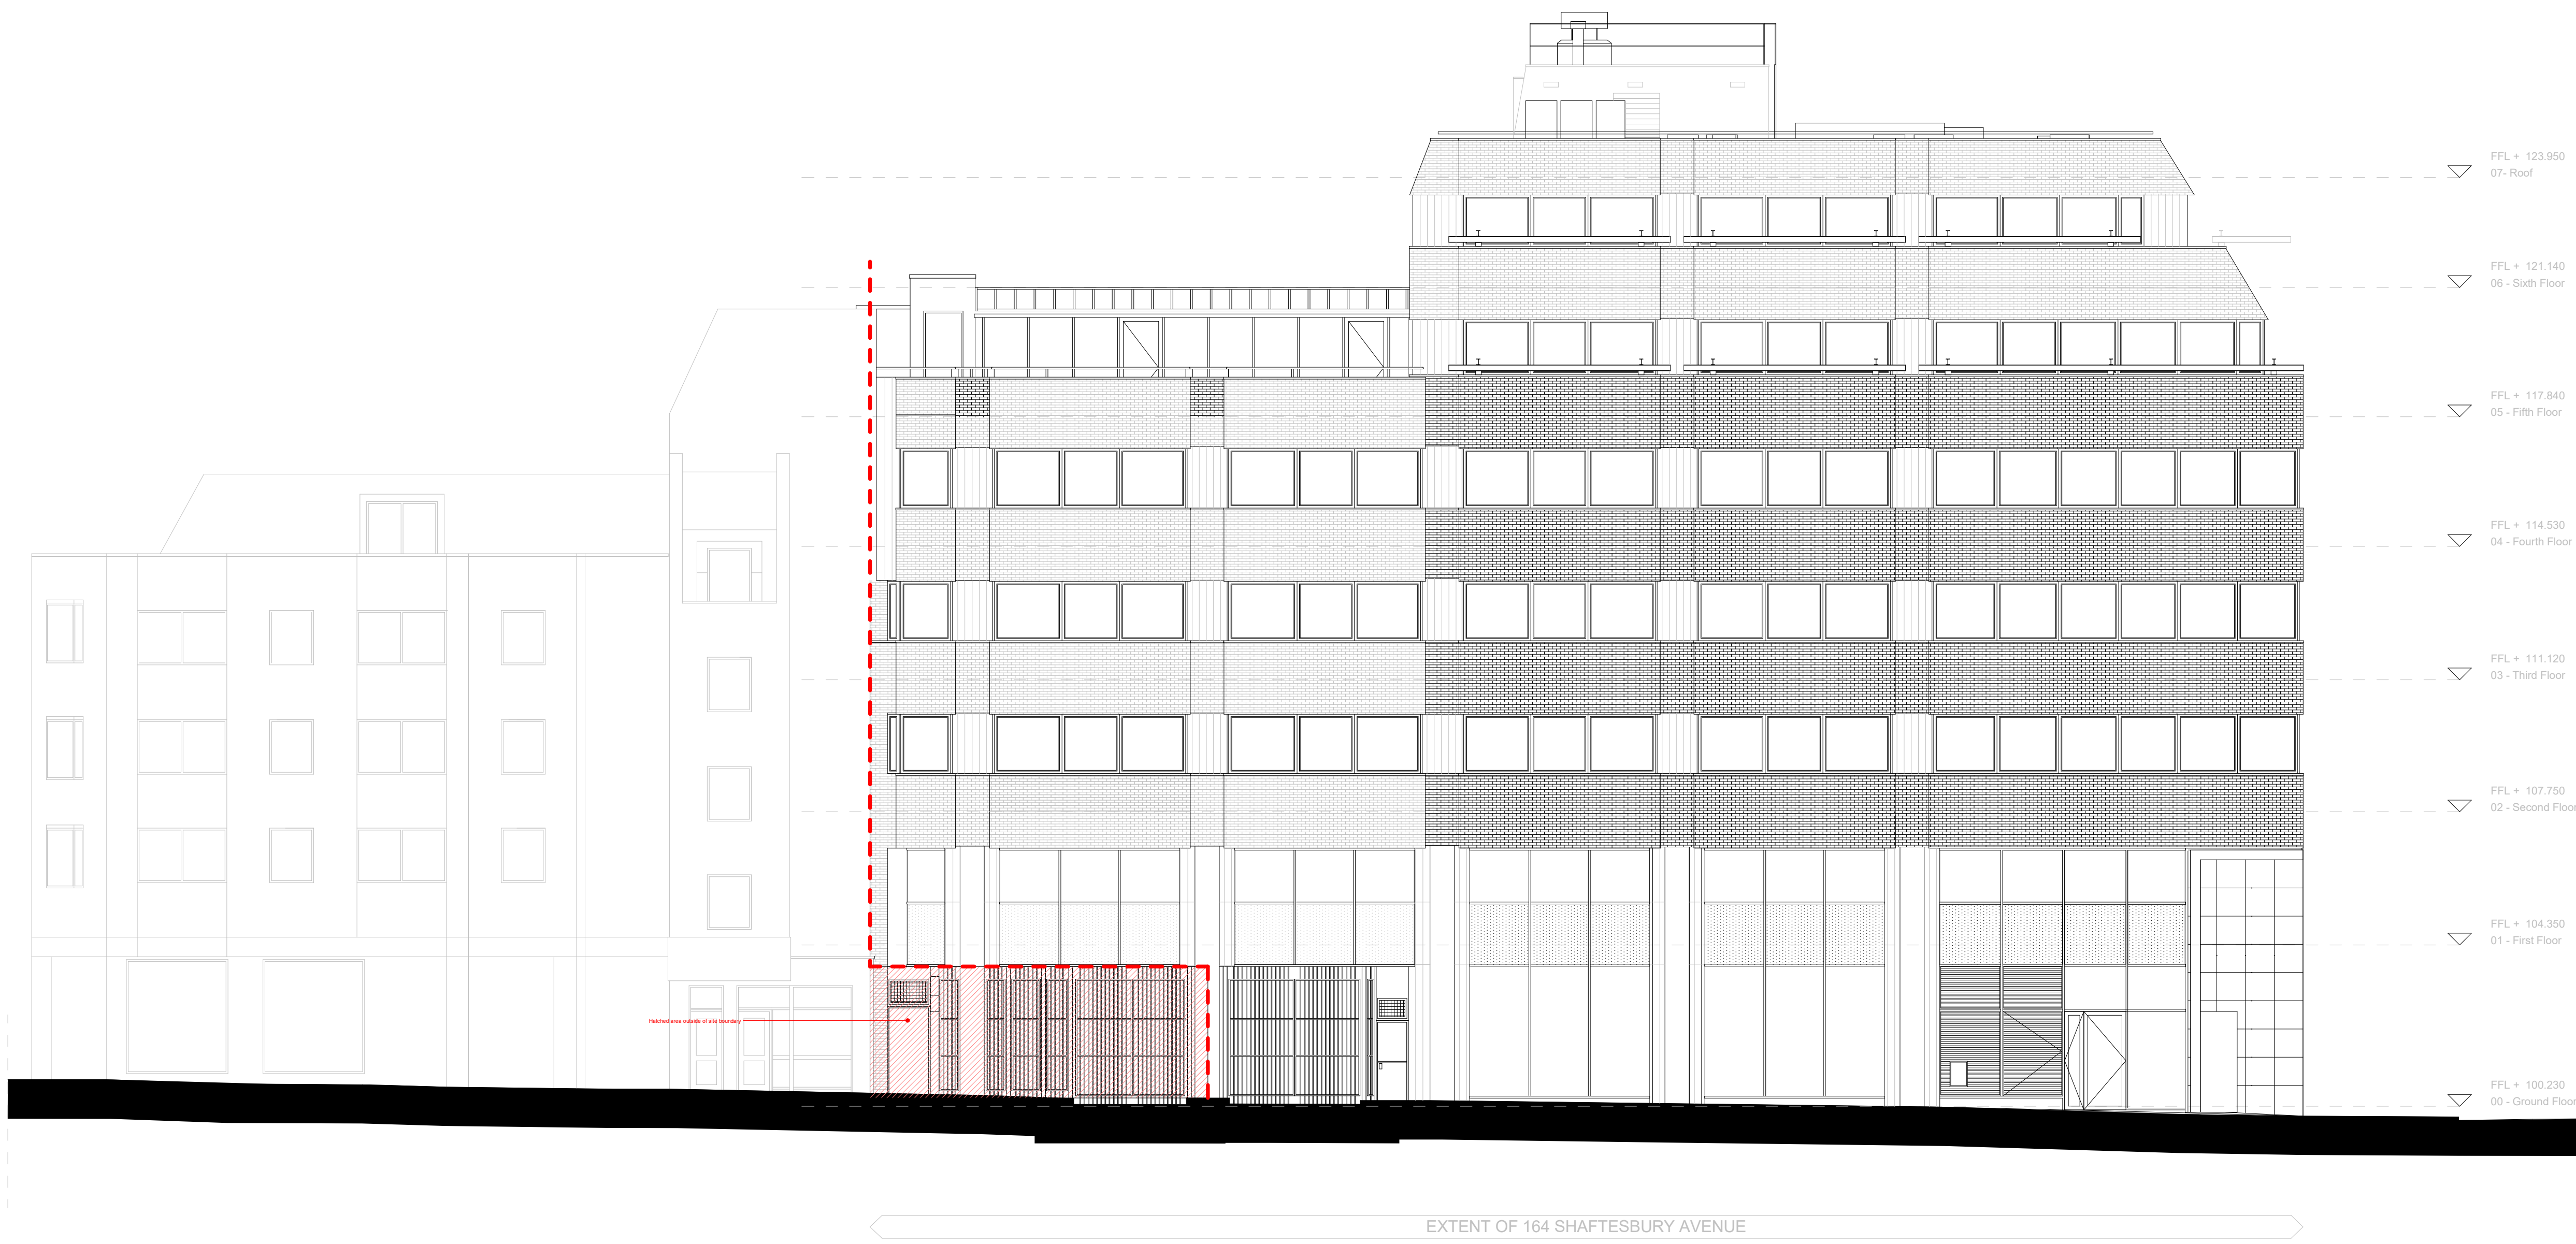 FFL + 123.950
07- Roof
FFL + 121.140
06 - Sixth Floor
FFL + 117.840
05 - Fifth Floor
FFL + 114.530
04 - Fourth Floor
FFL + 111.120
03 - Third Floor
FFL + 107.750
02 - Second Floor
FFL + 104.350
01 - First Floor
Hatched area outside of site boundary
FFL + 100.230
00 - Ground Floor
EXTENT OF 164 SHAFTESBURY AVENUE